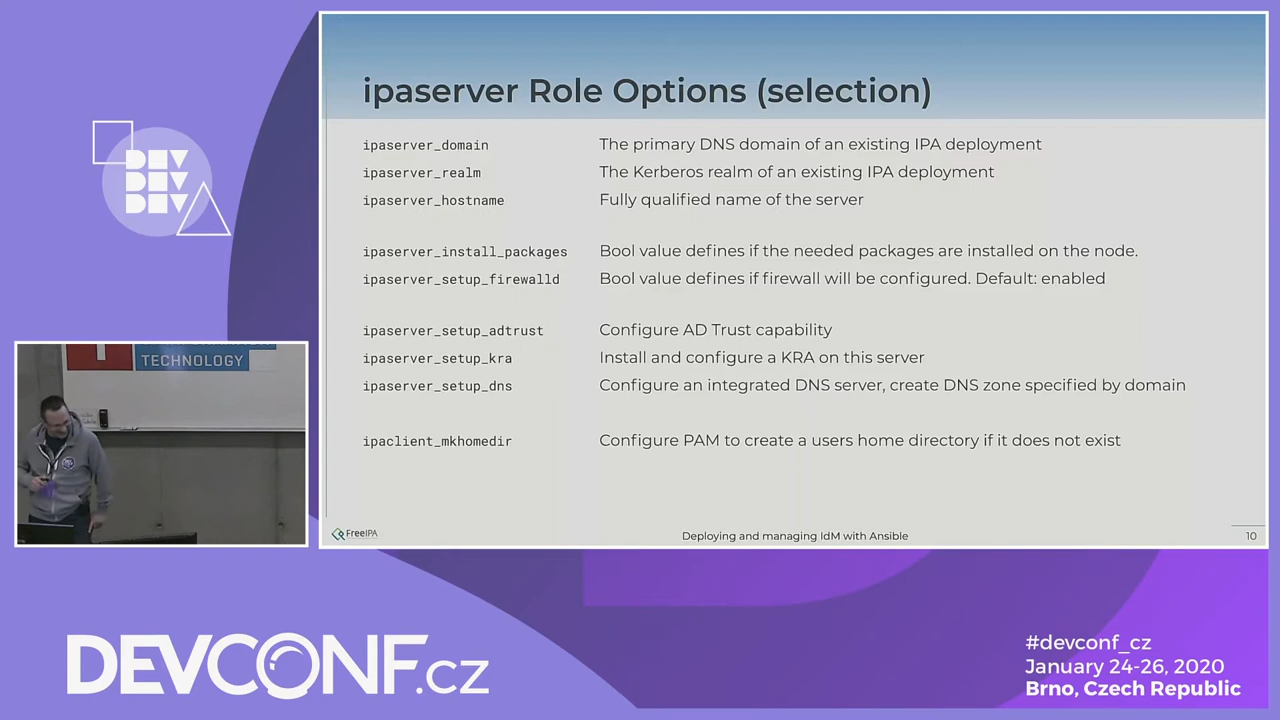 ipaserver Role Options (selection)
ipaserver_domain The primary DNS domain of an existing IPA deployment
ipaserver_realm The Kerberos realm of an existing IPA deployment
ipaserver_hostname Fully qualified name of the server
ipaserver_install_packages Bool value defines if the needed packages are installed on the node.
ipaserver_setup_firewalld Bool value defines if firewall will be configured. Default: enabled
ipaserver_setup_adtrust Configure AD Trust capability
ipaserver_setup_kra Install and configure a KRA on this server
ipaserver_setup_dns Configure an integrated DNS server, create DNS zone specified by domain
ipaclient_mkhomedir Configure PAM to create a users home directory if it does not exist
FreeIPA Deploying and managing IdM with Ansible 10
DEV
DEV
DEV
TECHNOLOGY
DEVCONF.cz
#devconf_cz
January 24-26, 2020
Brno, Czech Republic